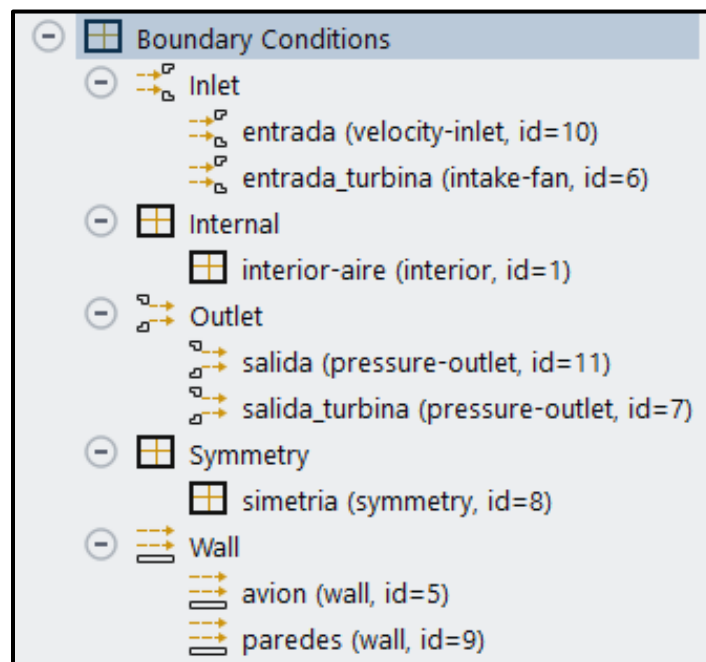 Boundary Conditions
Inlet
entrada (velocity-inlet, id=10)
entrada_turbina (intake-fan, id=6)
Internal
interior-aire (interior, id=1)
Outlet
salida (pressure-outlet, id=11)
salida_turbina (pressure-outlet, id=7)
Symmetry
simetria (symmetry, id=8)
Wall
avion (wall, id=5)
paredes (wall, id=9)